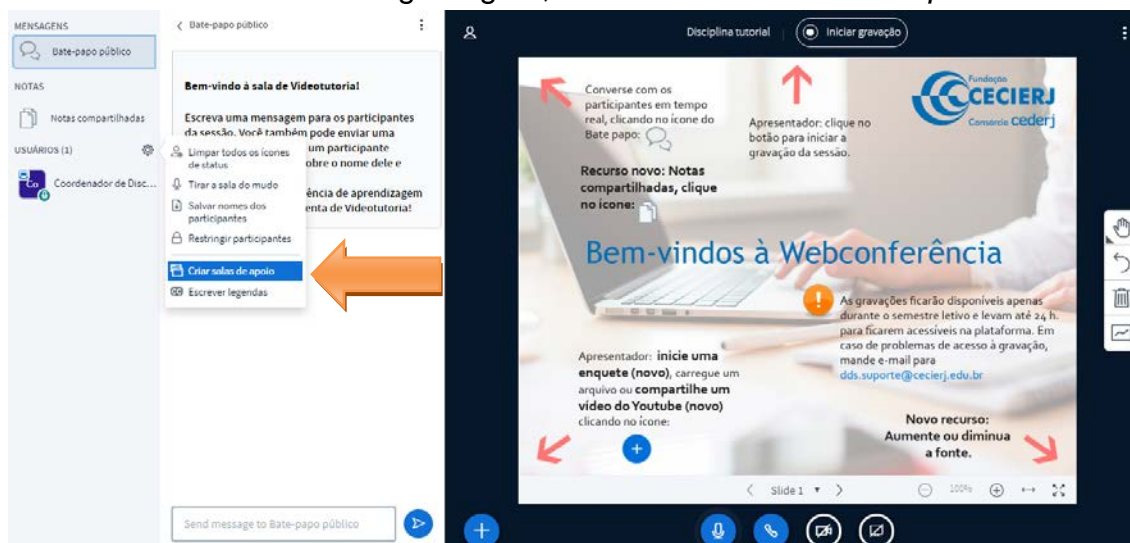 MENSAGENS
Bate-papo público
NOTAS
Notas compartilhadas
USUÁRIOS (1)
Co
Coordenador de Disc...
Bate-papo público
Bem-vindo à sala de Videotutoria!
Escreva uma mensagem para os participantes
da sessão. Você também pode enviar uma
um participante
obre o nome dele e
ência de aprendizagem
enta de Videotutoria!
Limpar todos os ícones
de status
Tirar a sala do mudo
Salvar nomes dos
participantes
Restringir participantes
Criar salas de apoio
Escrever legendas
Send message to Bate-papo público
Disciplina tutorial
Iniciar gravação
Converse com os
participantes em tempo
real, clicando no ícone do
Bate papo:
Recurso novo: Notas
compartilhadas, clique
no ícone:
Apresentador: clique no
botão para iniciar a
gravação da sessão.
Fundação
CECIERJ
Consórcio cederj
Bem-vindos à Webconferência
As gravações ficarão disponíveis apenas
durante o semestre letivo e levam até 24 h.
para ficarem acessíveis na plataforma. Em
caso de problemas de acesso à gravação,
mande e-mail para
dds.suporte@cecierj.edu.br
Apresentador: inicie uma
enquete (novo), carregue um
arquivo ou compartilhe um
vídeo do Youtube (novo)
clicando no ícone:
Novo recurso:
Aumente ou diminua
a fonte.
Slide 1
100%